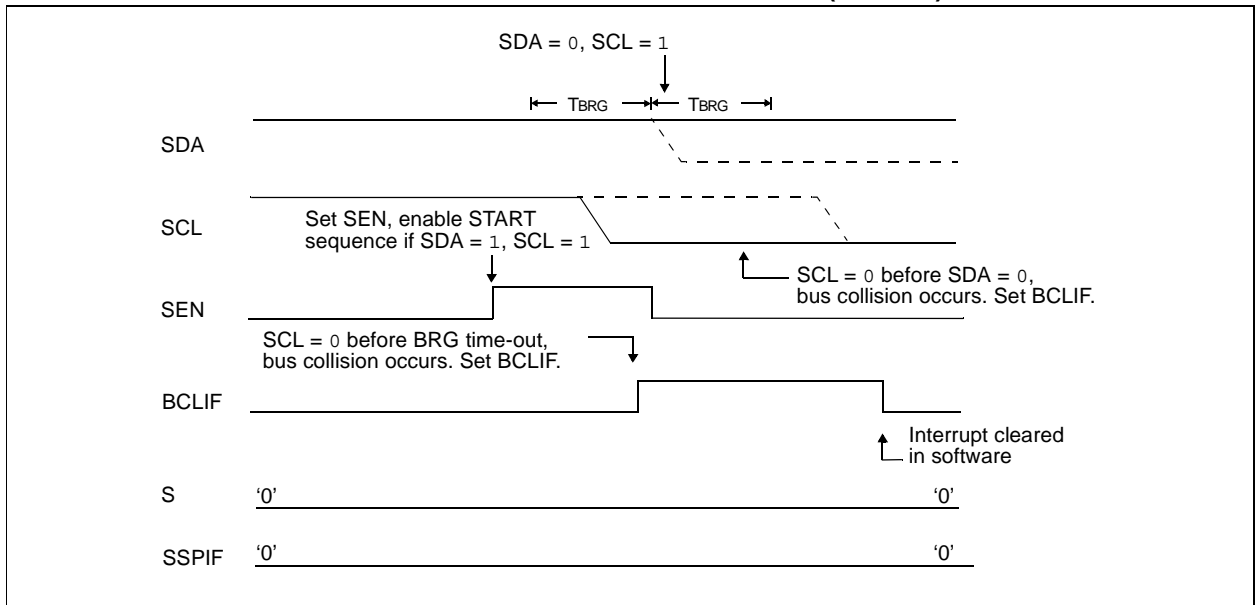 SDA = 0, SCL = 1
TBRG TBRG
SDA
SCL
Set SEN, enable START
sequence if SDA = 1, SCL = 1
SCL = 0 before SDA = 0,
bus collision occurs. Set BCLIF.
SEN
SCL = 0 before BRG time-out,
bus collision occurs. Set BCLIF.
BCLIF
Interrupt cleared
in software
S ‘0’ ‘0’
SSPIF ‘0’ ‘0’